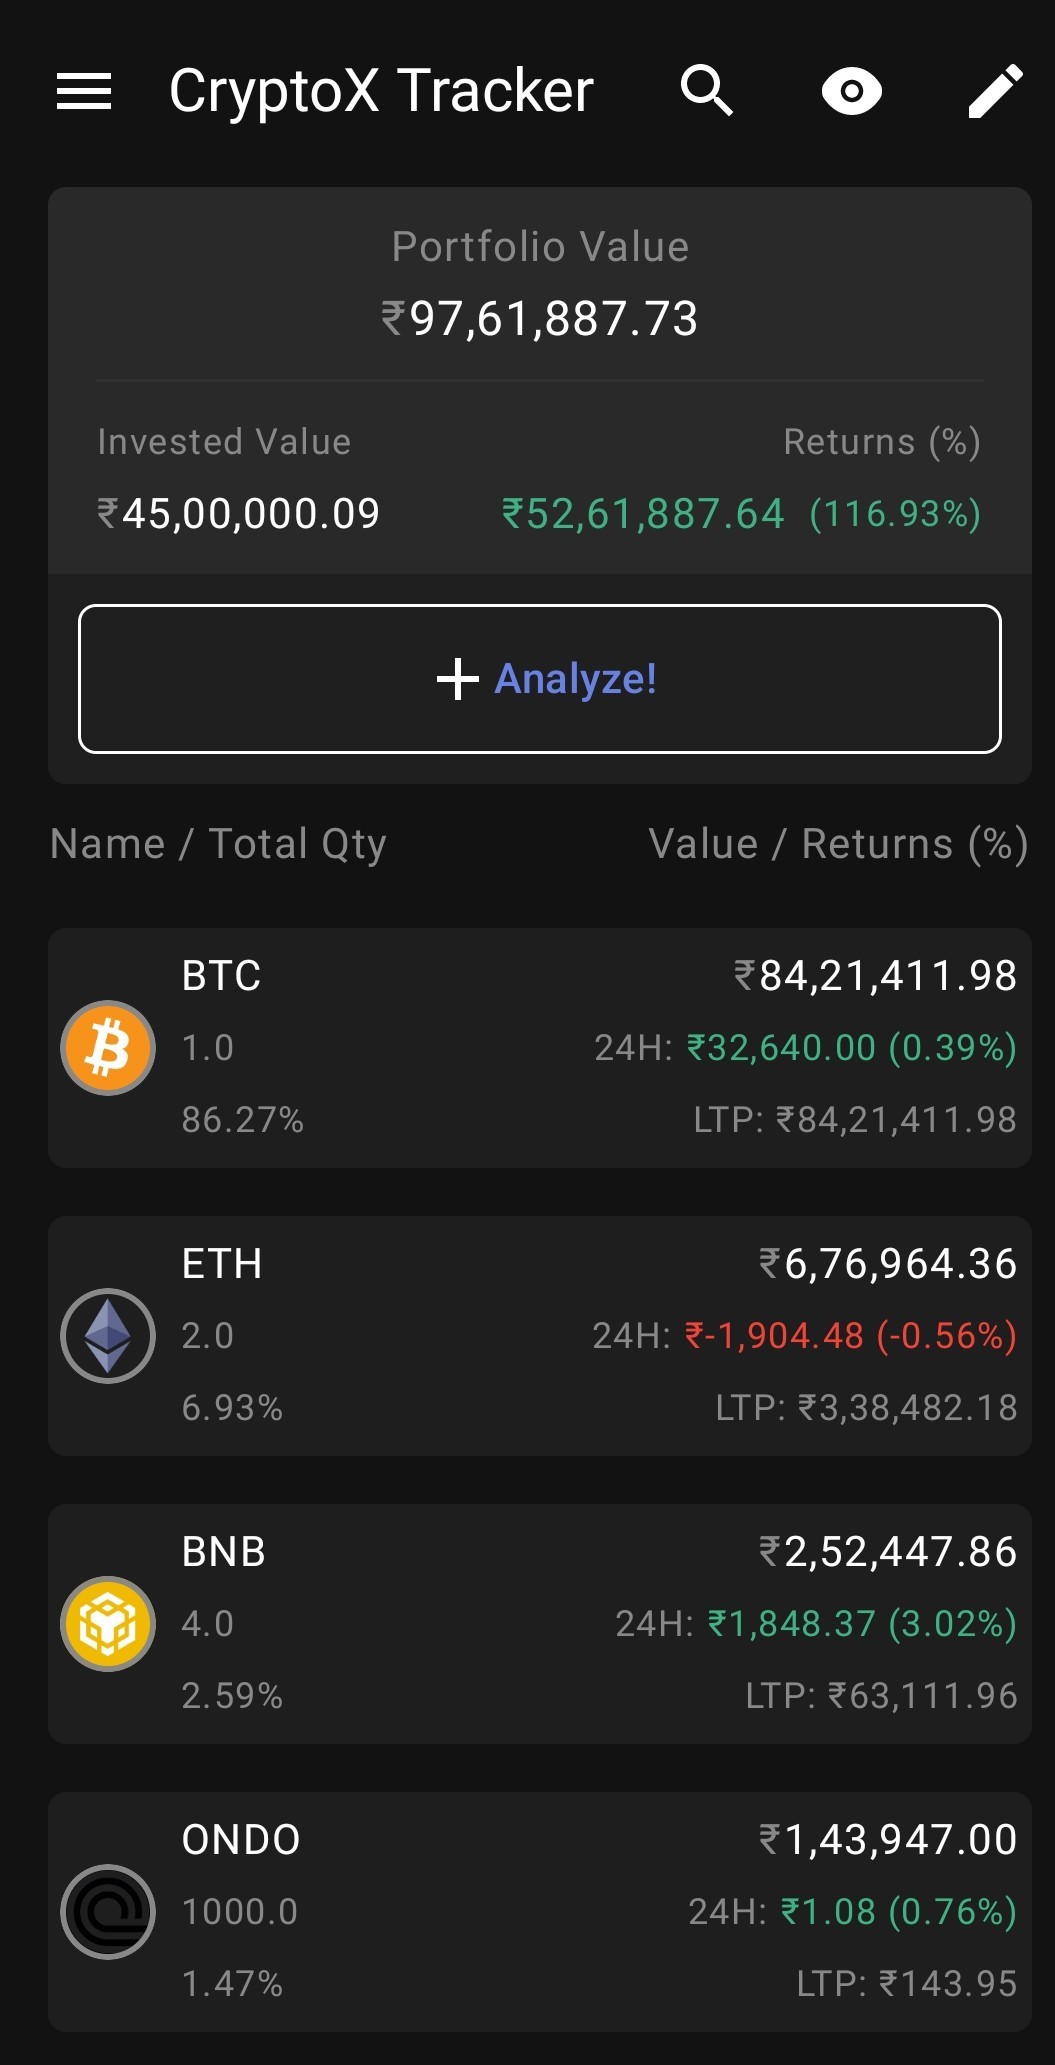 CryptoX Tracker
Portfolio Value
₹97,61,887.73
Invested Value Returns (%)
₹45,00,000.09 ₹52,61,887.64 (116.93%)
Analyze!
Name / Total Qty Value / Returns (%)
BTC ₹84,21,411.98
1.0 24H: ₹32,640.00 (0.39%)
86.27% LTP: ₹84,21,411.98
ETH ₹6,76,964.36
2.0 24H: ₹-1,904.48 (-0.56%)
6.93% LTP: ₹3,38,482.18
BNB ₹2,52,447.86
4.0 24H: ₹1,848.37 (3.02%)
2.59% LTP: ₹63,111.96
ONDO ₹1,43,947.00
1000.0 24H: ₹1.08 (0.76%)
1.47% LTP: ₹143.95